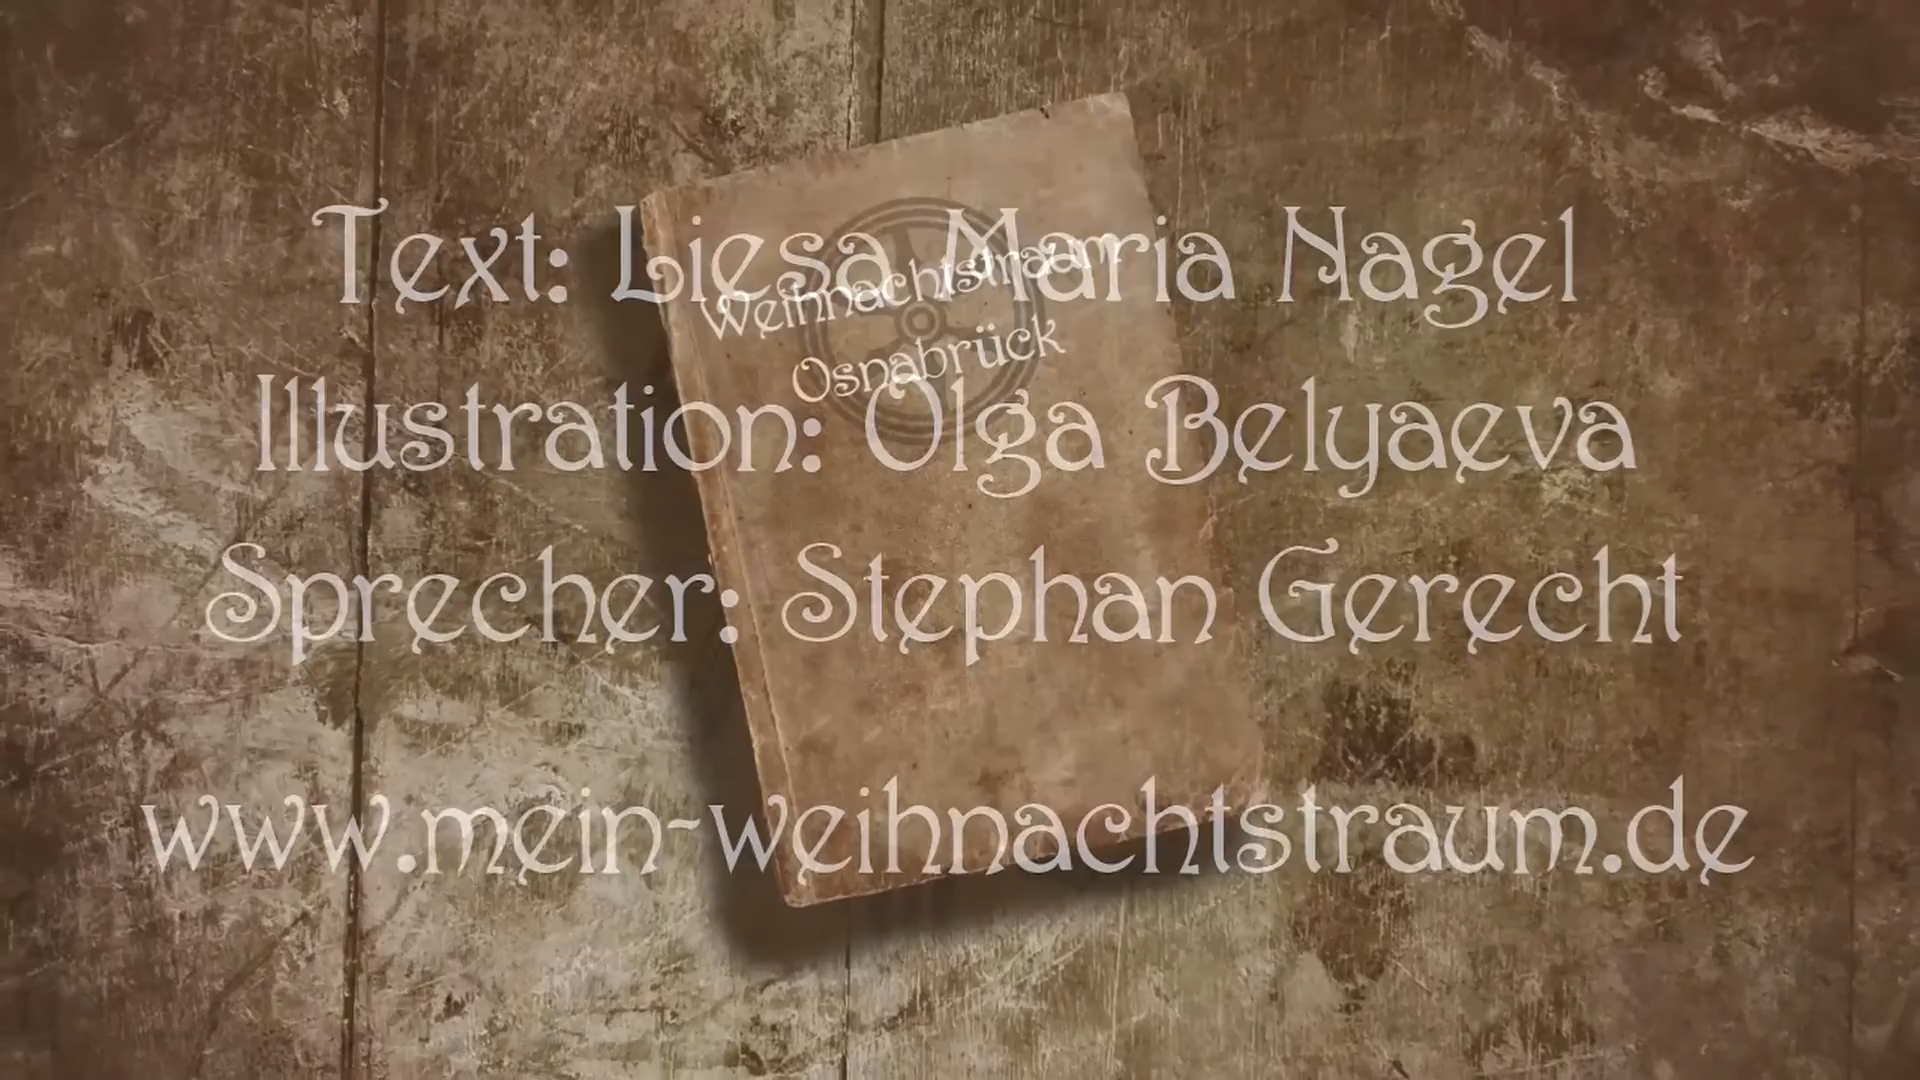 Text: Liesa Maria Nagel
Weihnachtstraum
Osnabrück
Illustration: Olga Belyaeva
Sprecher: Stephan Gerecht
www.mein-weihnachtstraum.de